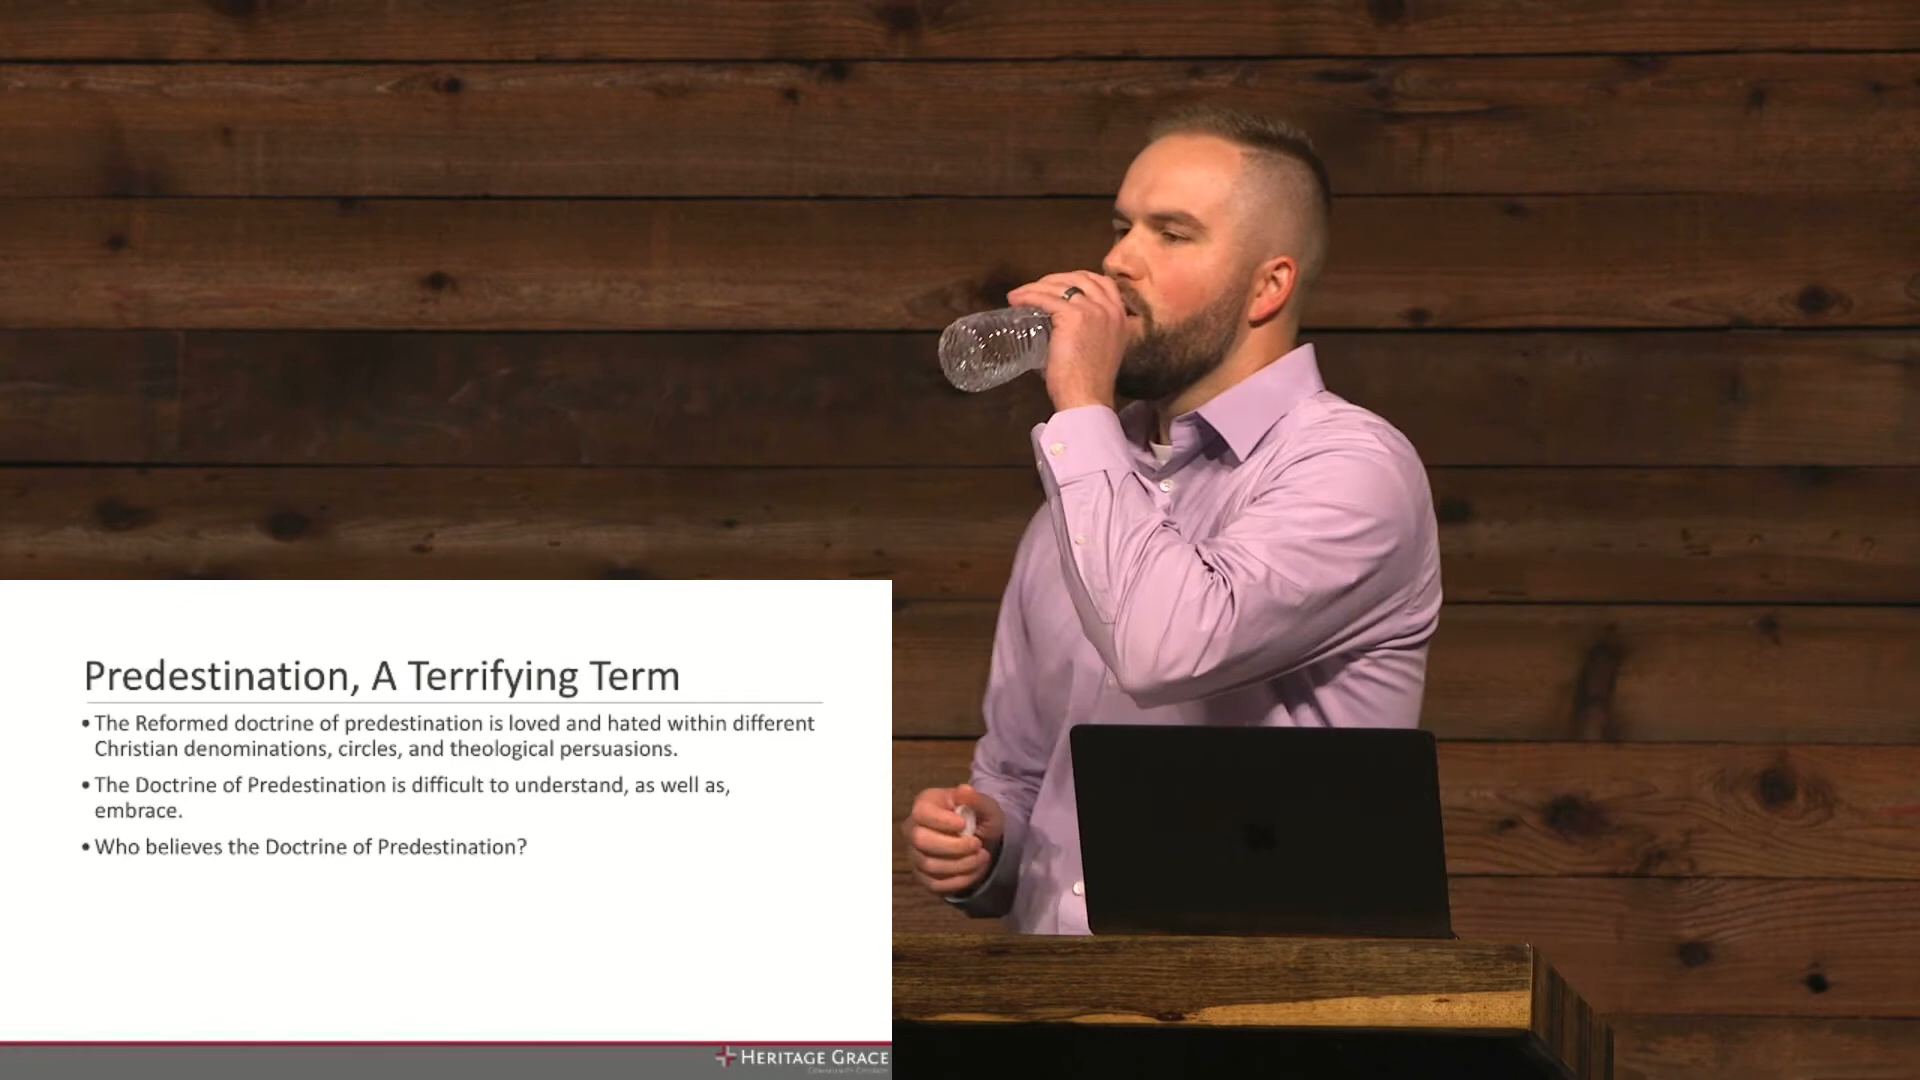 Predestination, A Terrifying Term
• The Reformed doctrine of predestination is loved and hated within different
Christian denominations, circles, and theological persuasions.
• The Doctrine of Predestination is difficult to understand, as well as,
embrace.
• Who believes the Doctrine of Predestination?
HERITAGE GRACE
COMMUNITY CHURCH